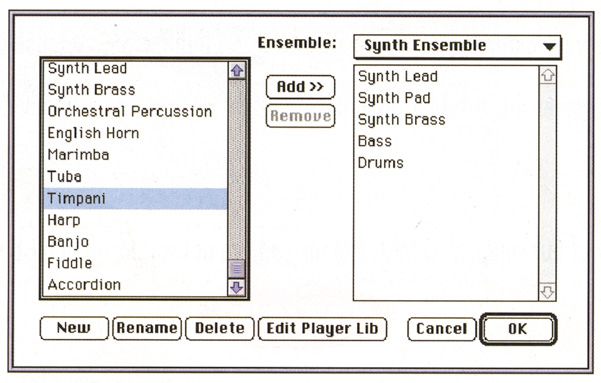 Ensemble:
Synth Ensemble
Synth Lead
Synth Brass
Orchestral Percussion
English Horn
Marimba
Tuba
Timpani
Harp
Banjo
Fiddle
Accordion
Add >>
Remove
Synth Lead
Synth Pad
Synth Brass
Bass
Drums
New
Rename
Delete
Edit Player Lib
Cancel
OK